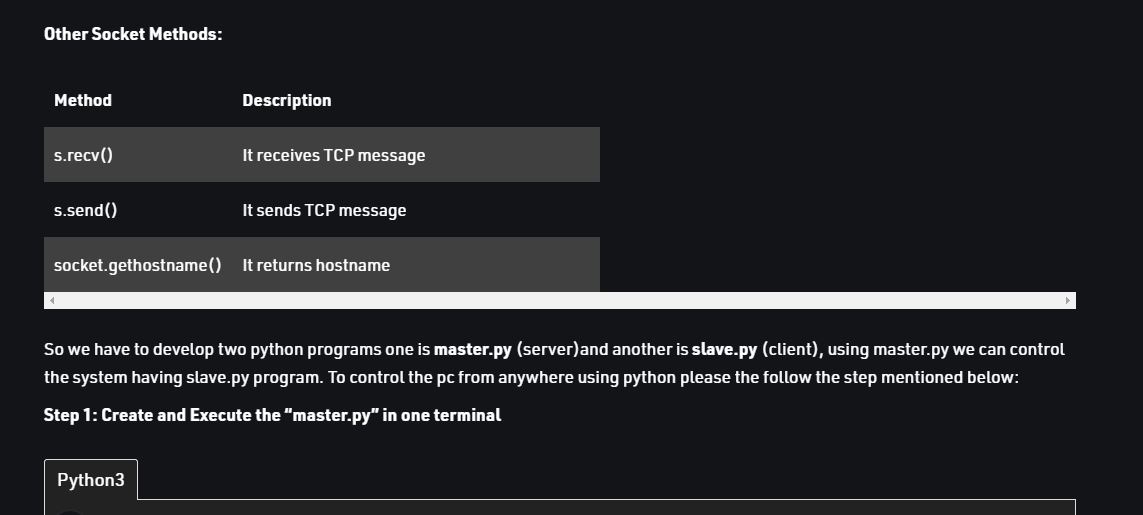 Other Socket Methods:
Method Description
s.recv() It receives TCP message
s.send() It sends TCP message
socket.gethostname() It returns hostname
So we have to develop two python programs one is master.py (server)and another is slave.py (client), using master.py we can control
the system having slave.py program. To control the pc from anywhere using python please the follow the step mentioned below:
Step 1: Create and Execute the “master.py” in one terminal
Python3